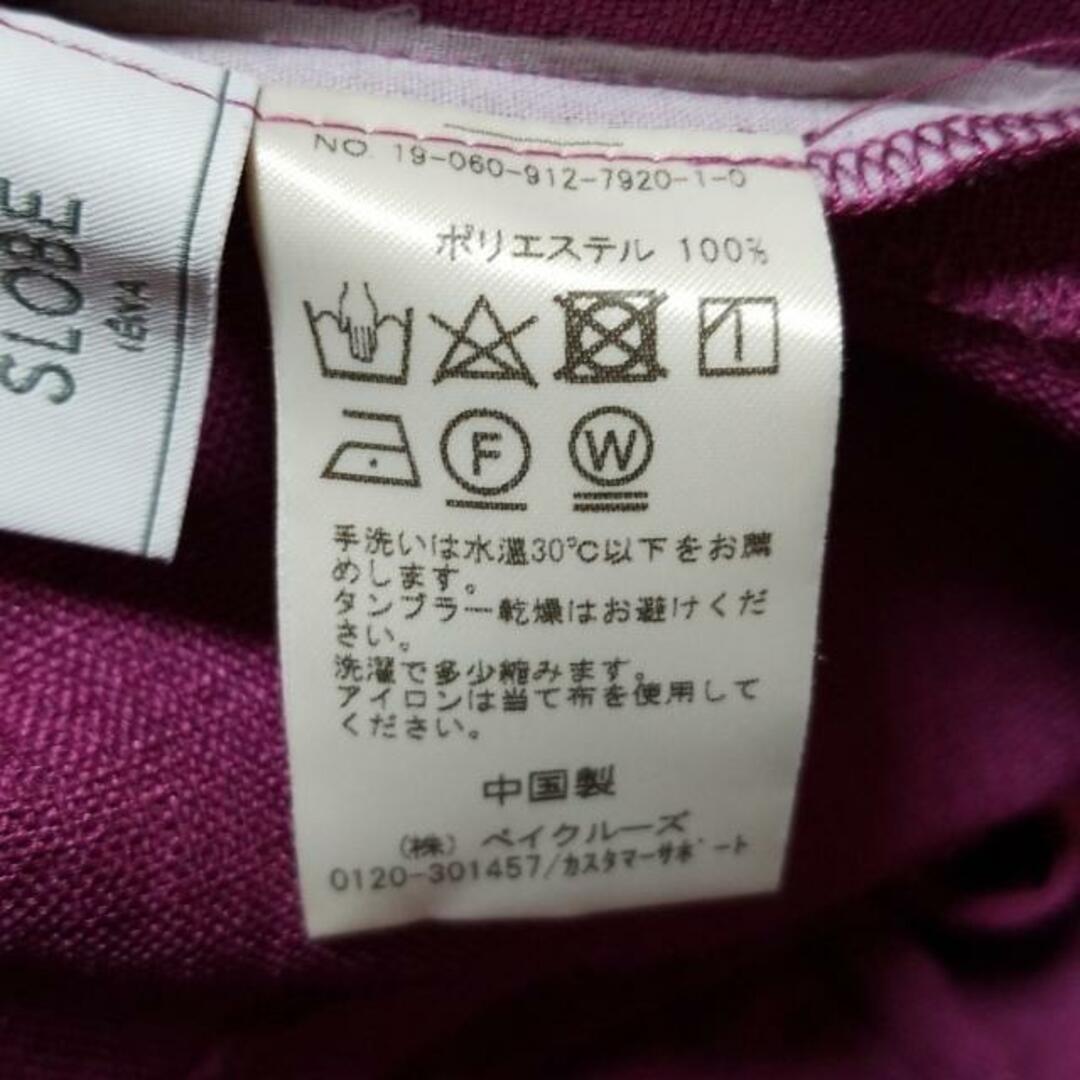 SLOBE
IÉNA
NO. 19-060-912-7920-1-0
ポリエステル 100%
F
W
手洗いは水温30℃以下をお薦
めします。
タンブラー乾燥はお避けくだ
さい。
洗濯で多少縮みます。
アイロンは当て布を使用して
ください。
中国製
(株) ベイクルーズ
0120-301457/カスタマーサポート